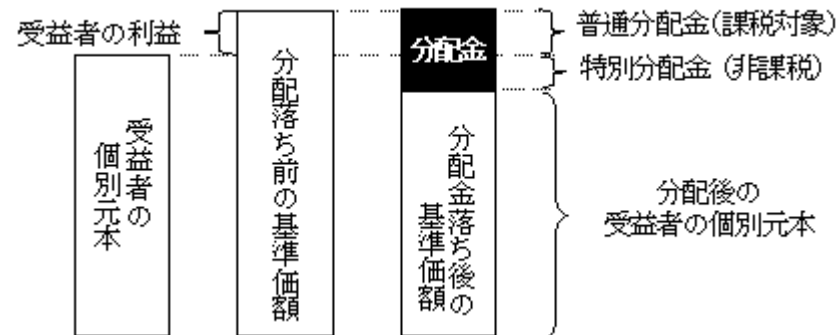 受益者の利益
受益者の
個別元本
分配落ち前の基準価額
分配金
分配金落ち後の
基準価額
普通分配金(課税対象)
特別分配金 (非課税)
分配後の
受益者の個別元本